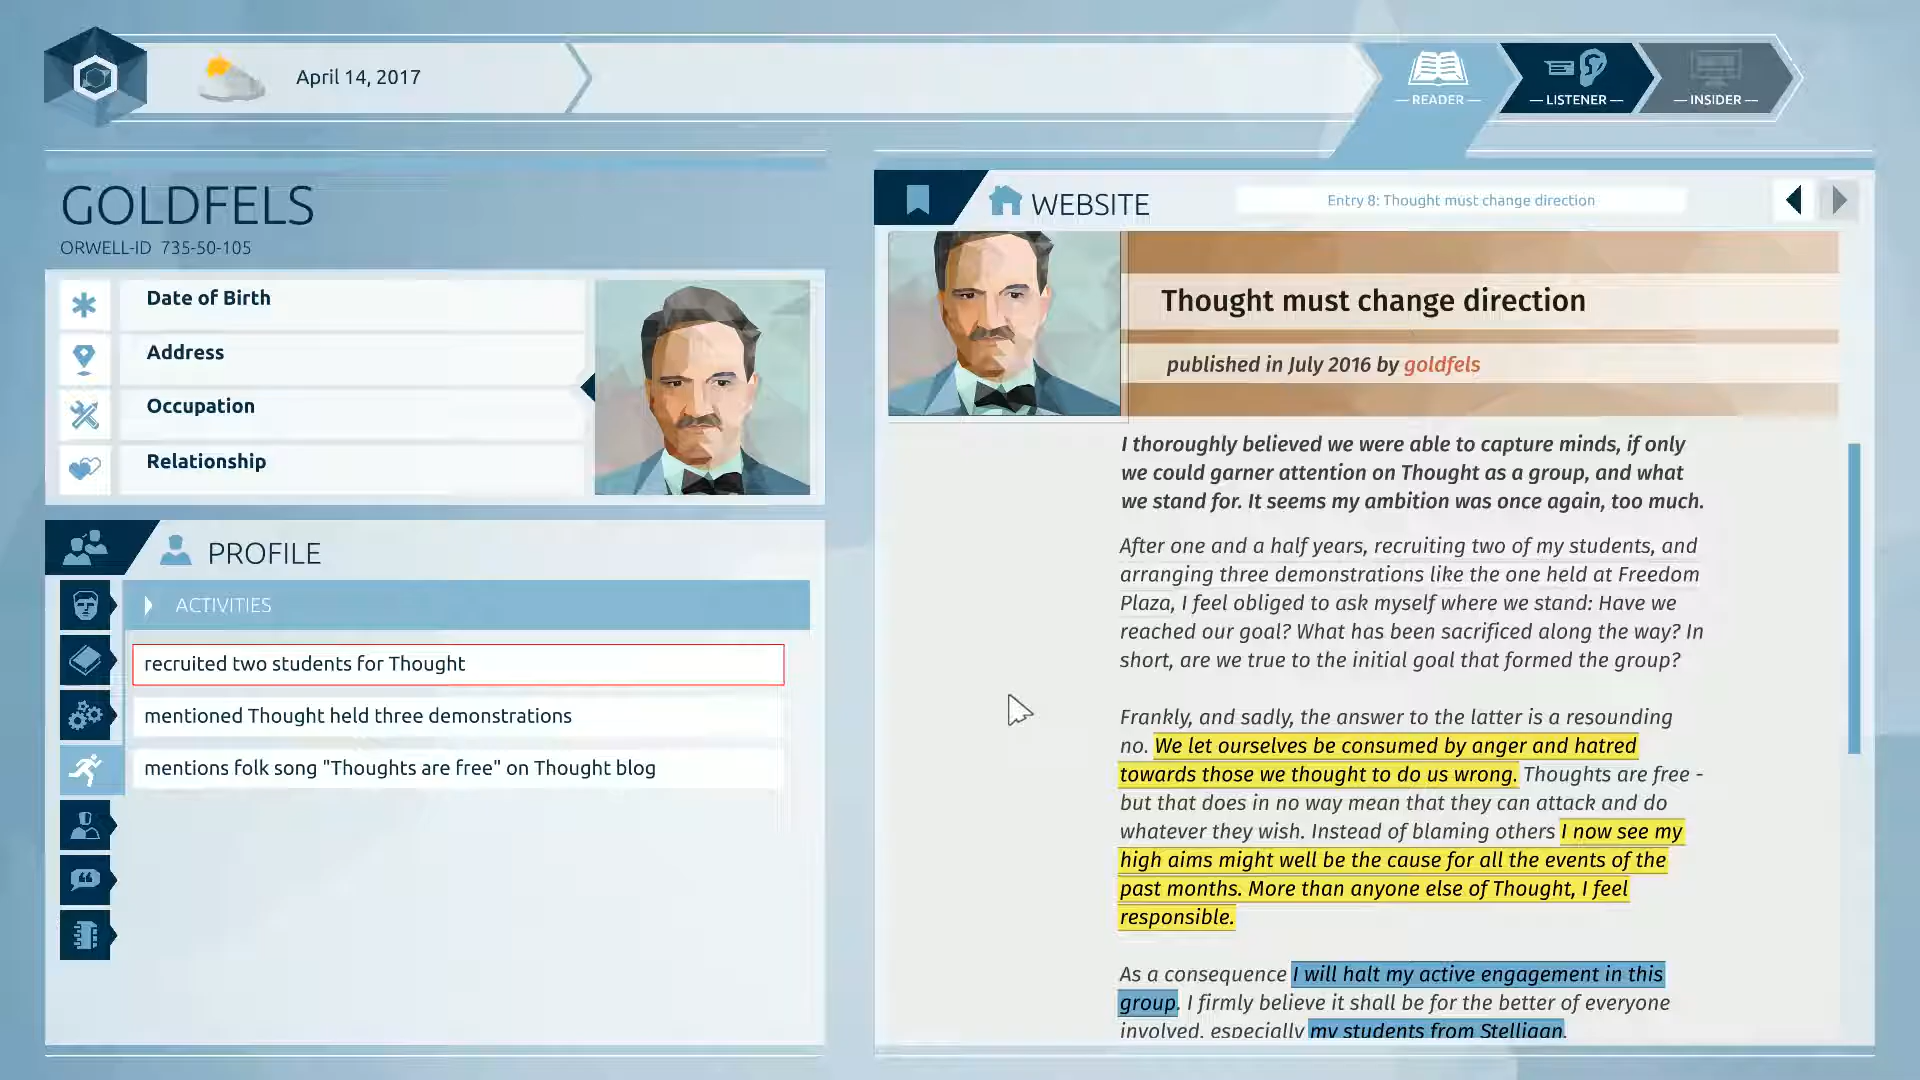 April 14, 2017
READER
LISTENER
INSIDER
GOLDFELS
ORWELL-ID 735-50-105
Date of Birth
Address
Occupation
Relationship
PROFILE
ACTIVITIES
recruited two students for Thought
mentioned Thought held three demonstrations
mentions folk song "Thoughts are free" on Thought blog
WEBSITE
Entry 8: Thought must change direction
Thought must change direction
published in July 2016 by goldfels
I thoroughly believed we were able to capture minds, if only
we could garner attention on Thought as a group, and what
we stand for. It seems my ambition was once again, too much.
After one and a half years, recruiting two of my students, and
arranging three demonstrations like the one held at Freedom
Plaza, I feel obliged to ask myself where we stand: Have we
reached our goal? What has been sacrificed along the way? In
short, are we true to the initial goal that formed the group?
Frankly, and sadly, the answer to the latter is a resounding
no. We let ourselves be consumed by anger and hatred
towards those we thought to do us wrong. Thoughts are free -
but that does in no way mean that they can attack and do
whatever they wish. Instead of blaming others I now see my
high aims might well be the cause for all the events of the
past months. More than anyone else of Thought, I feel
responsible.
As a consequence I will halt my active engagement in this
group. I firmly believe it shall be for the better of everyone
involved, especially my students from Stelligan.